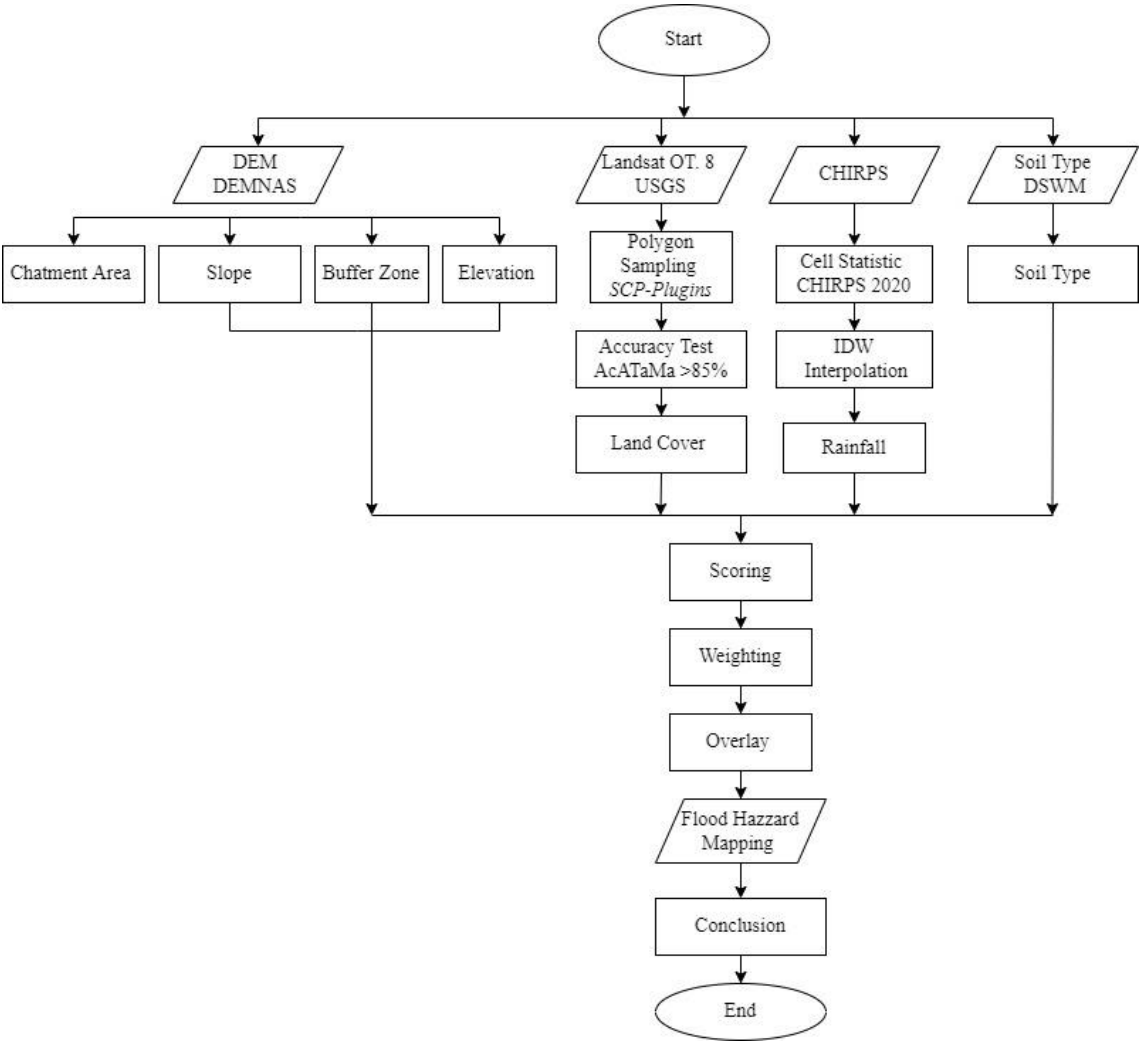 Start
DEM
DEMNAS
Landsat OT. 8
USGS
CHIRPS
Soil Type
DSWM
Chatment Area
Slope
Buffer Zone
Elevation
Polygon
Sampling
SCP-Plugins
Cell Statistic
CHIRPS 2020
Soil Type
Accuracy Test
AcATaMa >85%
IDW
Interpolation
Land Cover
Rainfall
Scoring
Weighting
Overlay
Flood Hazzard
Mapping
Conclusion
End